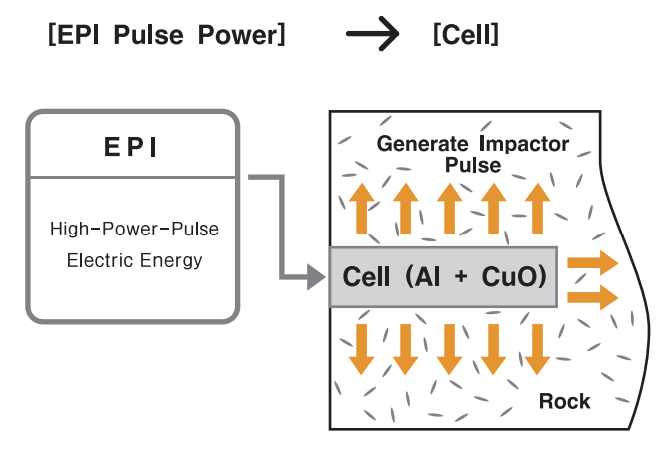 [EPI Pulse Power] → [Cell]
EPI
High-Power-Pulse
Electric Energy
Generate Impactor
Pulse
Cell (Al + CuO)
Rock